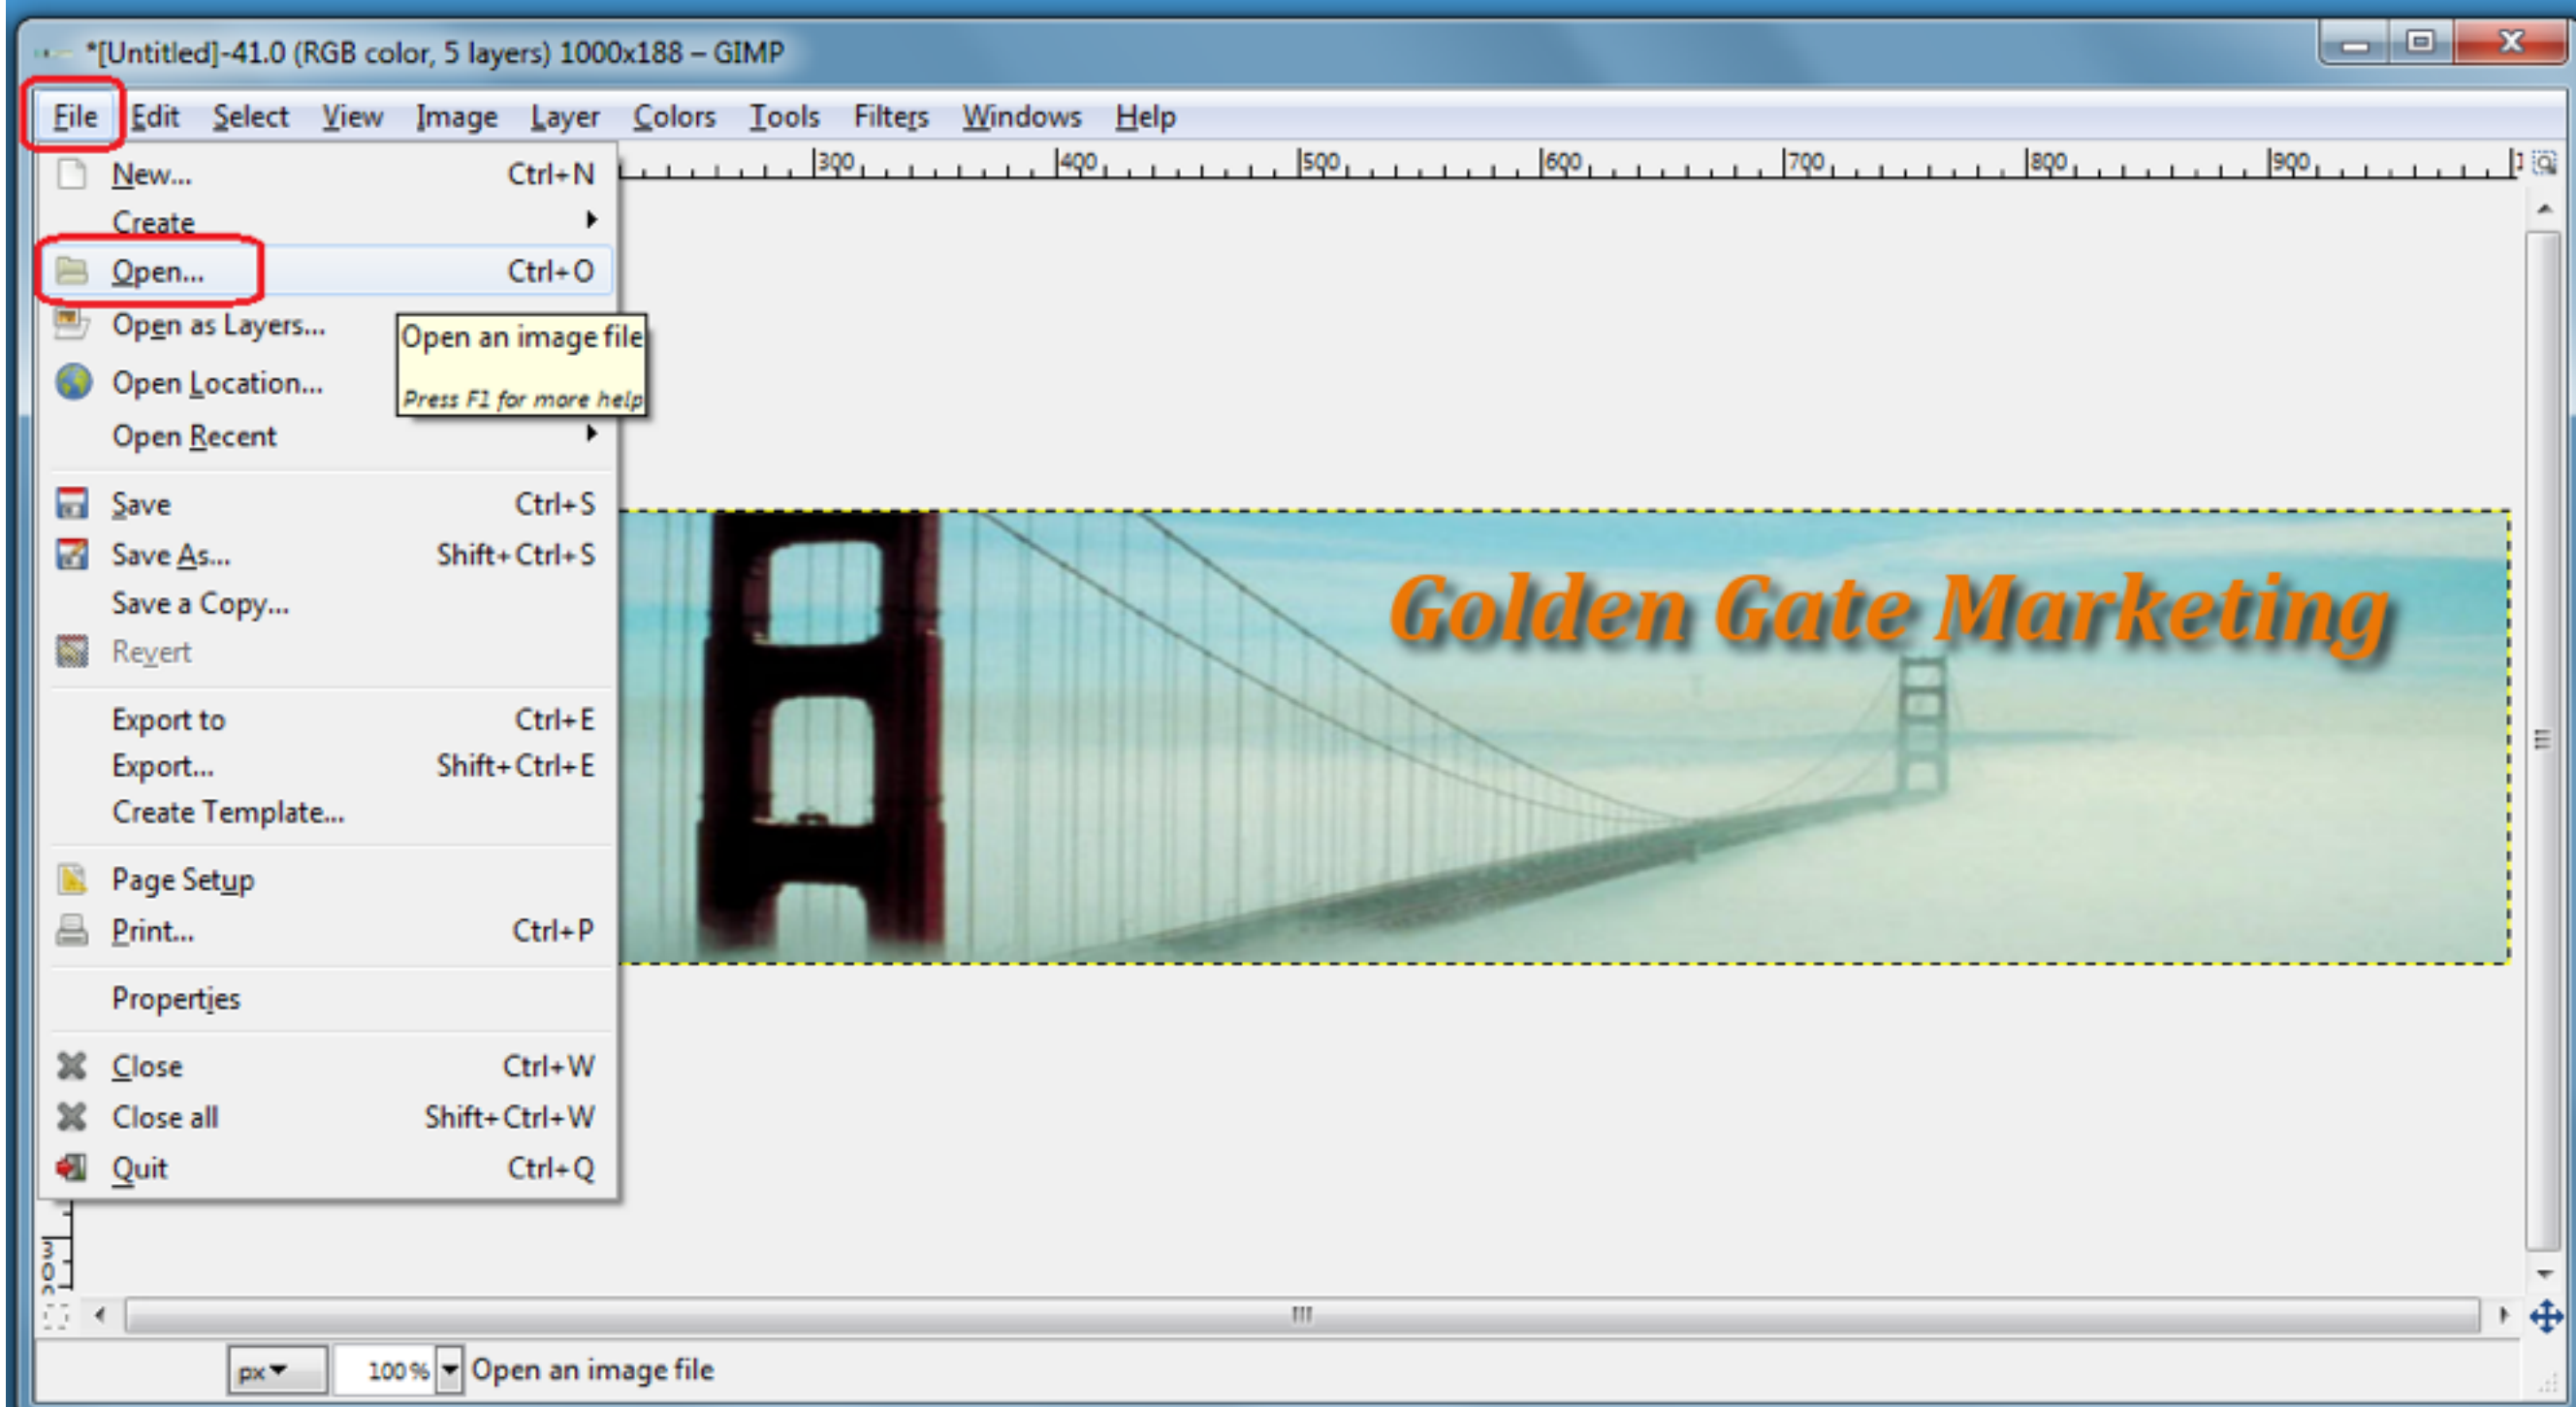 *[Untitled]-41.0 (RGB color, 5 layers) 1000x188 – GIMP
File Edit Select View Image Layer Colors Tools Filters Windows Help
300 400 500 600 700 800 900
New... Ctrl+N
Create
Open... Ctrl+O
Open as Layers...
Open an image file
Open Location...
Press F1 for more help
Open Recent
Save Ctrl+S
Save As... Shift+Ctrl+S
Save a Copy...
Revert
Export to Ctrl+E
Export... Shift+Ctrl+E
Create Template...
Page Setup
Print... Ctrl+P
Properties
Close Ctrl+W
Close all Shift+Ctrl+W
Quit Ctrl+Q
Golden Gate Marketing
300
px 100% Open an image file